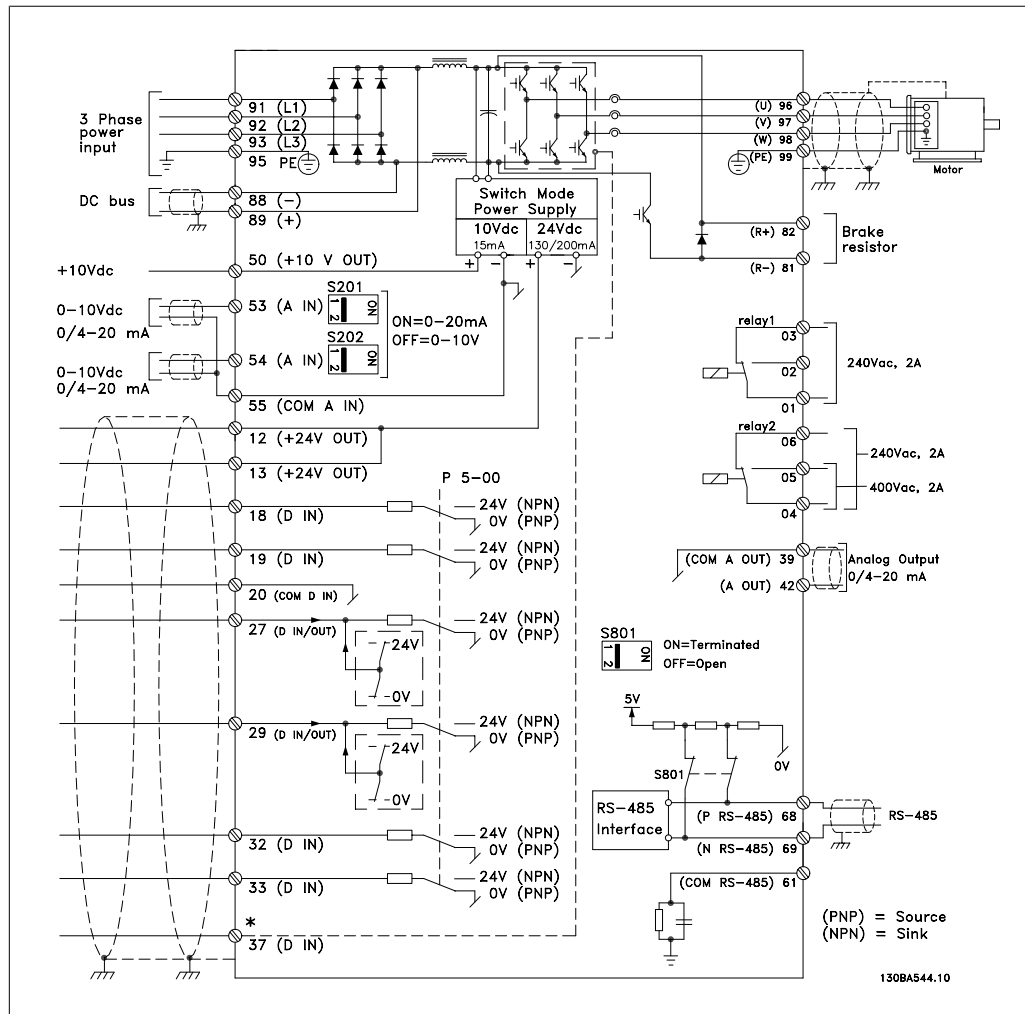 3 Phase
power
input
91 (L1)
92 (L2)
93 (L3)
95 PE
DC bus
88 (-)
89 (+)
+10Vdc
50 (+10 V OUT)
0-10Vdc
0/4-20 mA
53 (A IN)
S201
ON
1 2
0-10Vdc
0/4-20 mA
54 (A IN)
S202
ON
1 2
ON=0-20mA
OFF=0-10V
55 (COM A IN)
12 (+24V OUT)
13 (+24V OUT)
P 5-00
18 (D IN)
24V (NPN)
0V (PNP)
19 (D IN)
24V (NPN)
0V (PNP)
20 (COM D IN)
27 (D IN/OUT)
24V (NPN)
0V (PNP)
24V
0V
29 (D IN/OUT)
24V (NPN)
0V (PNP)
24V
0V
32 (D IN)
24V (NPN)
0V (PNP)
33 (D IN)
24V (NPN)
0V (PNP)
*
37 (D IN)
Switch Mode
Power Supply
10Vdc
15mA
24Vdc
130/200mA
+ - + -
(U) 96
(V) 97
(W) 98
(PE) 99
Motor
(R+) 82
(R-) 81
Brake
resistor
relay1
03
02
01
240Vac, 2A
relay2
06
05
04
240Vac, 2A
400Vac, 2A
(COM A OUT) 39
(A OUT) 42
Analog Output
0/4-20 mA
S801
ON
1 2
ON=Terminated
OFF=Open
5V
S801
0V
RS-485
Interface
(P RS-485) 68
(N RS-485) 69
(COM RS-485) 61
RS-485
(PNP) = Source
(NPN) = Sink
130BA544.10